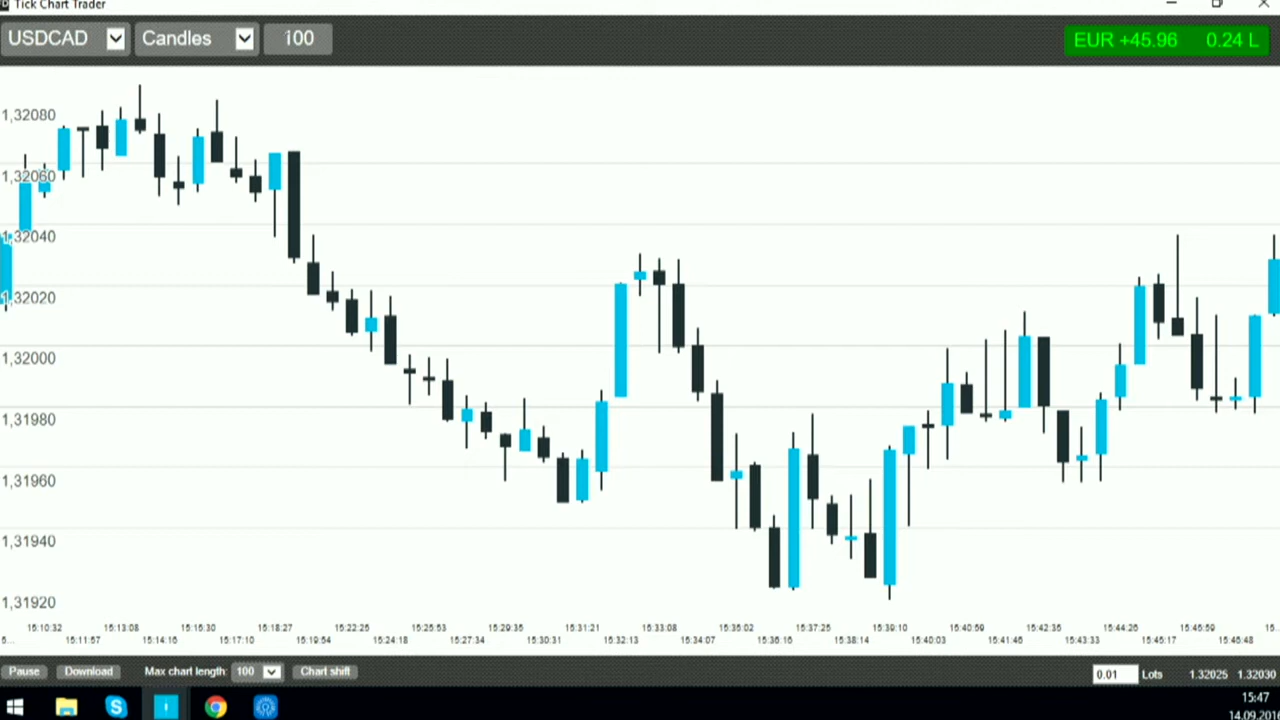 Tick Chart Trader
USDCAD Candles 100 EUR +45.96 0.24 L
1,32080
1,32060
1,32040
1,32020
1,32000
1,31980
1,31960
1,31940
1,31920
15:10:32 15:13:08 15:15:30 15:18:27 15:22:25 15:25:53 15:29:35 15:31:21 15:33:08 15:35:02 15:37:25 15:39:10 15:40:59 15:42:35 15:44:26 15:45:59 15...
15:11:57 15:14:16 15:17:10 15:19:54 15:24:18 15:27:34 15:30:31 15:32:13 15:34:07 15:36:16 15:38:14 15:40:03 15:41:46 15:43:33 15:45:17 15:46:48
Pause Download Max chart length: 100 Chart shift 0.01 Lots 1.32025 1.32030
15:47
14.09.201